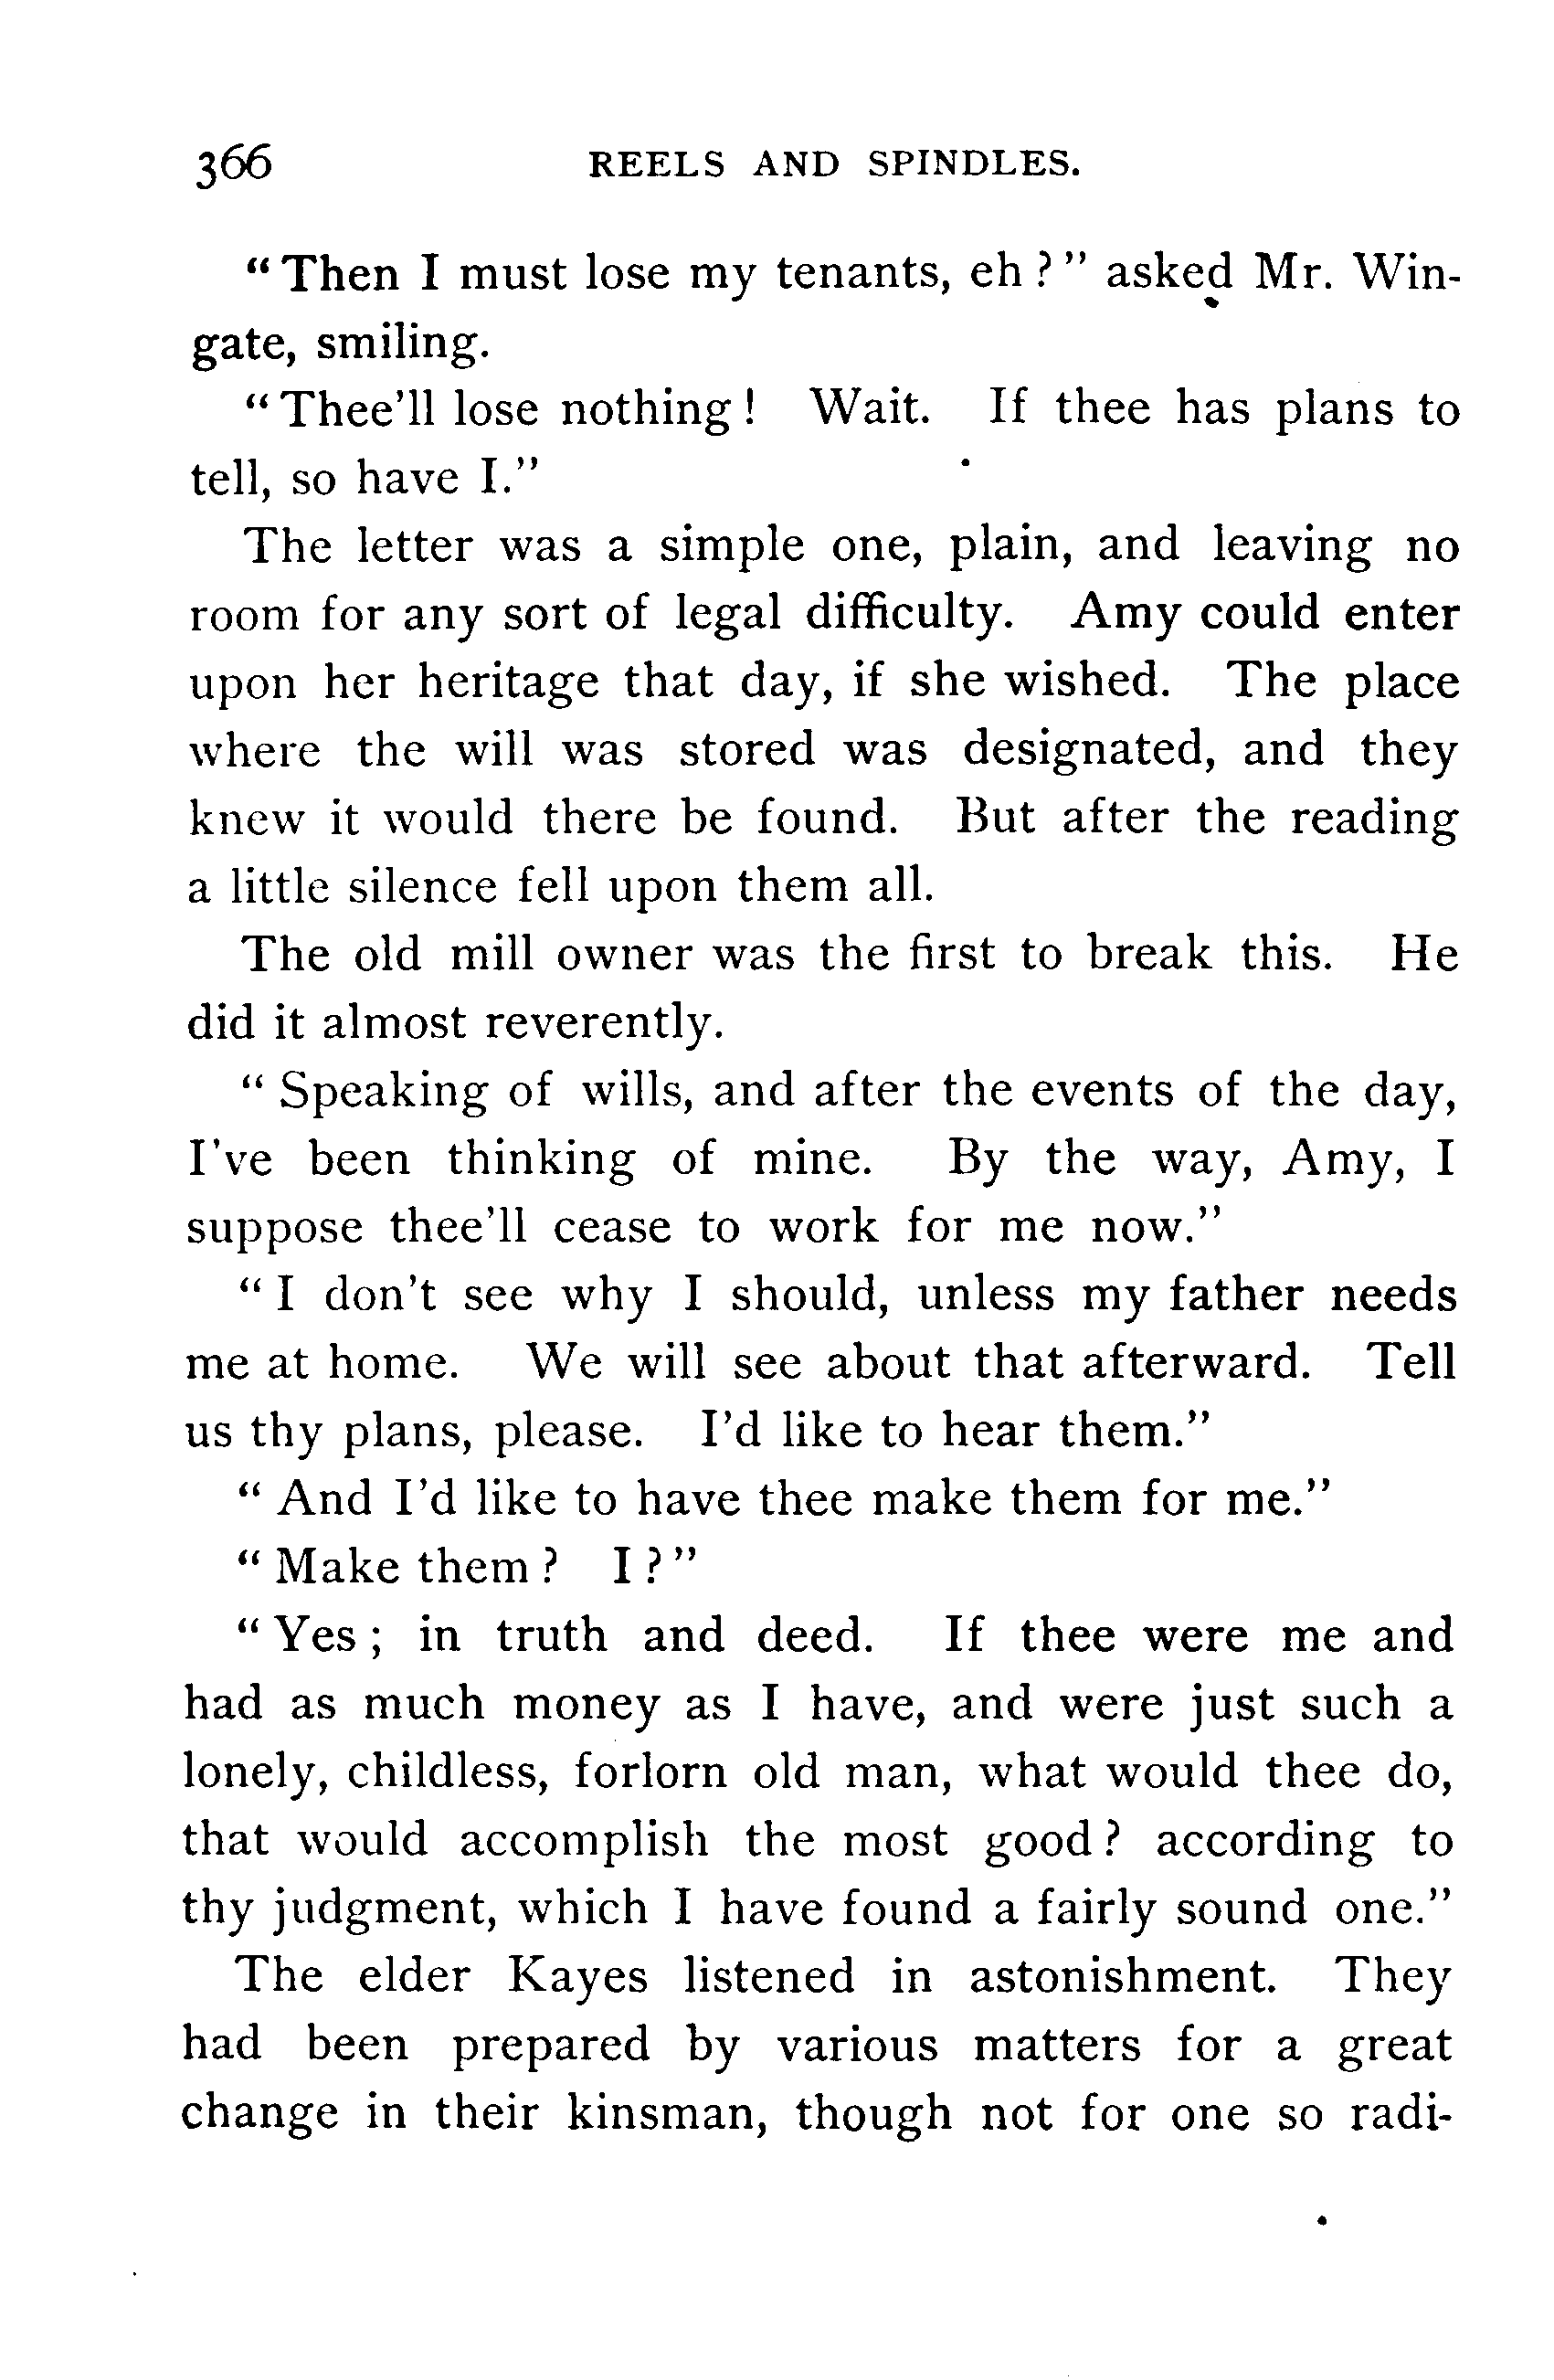 366 REELS AND SPINDLES.
“Then I must lose my tenants, eh?” asked Mr. Win-
gate, smiling.
“Thee’ll lose nothing! Wait. If thee has plans to
tell, so have I.”
The letter was a simple one, plain, and leaving no
room for any sort of legal difficulty. Amy could enter
upon her heritage that day, if she wished. The place
where the will was stored was designated, and they
knew it would there be found. But after the reading
a little silence fell upon them all.
The old mill owner was the first to break this. He
did it almost reverently.
“Speaking of wills, and after the events of the day,
I’ve been thinking of mine. By the way, Amy, I
suppose thee’ll cease to work for me now.”
“I don’t see why I should, unless my father needs
me at home. We will see about that afterward. Tell
us thy plans, please. I’d like to hear them.”
“And I’d like to have thee make them for me.”
“Make them? I?”
“Yes; in truth and deed. If thee were me and
had as much money as I have, and were just such a
lonely, childless, forlorn old man, what would thee do,
that would accomplish the most good? according to
thy judgment, which I have found a fairly sound one.”
The elder Kayes listened in astonishment. They
had been prepared by various matters for a great
change in their kinsman, though not for one so radi-